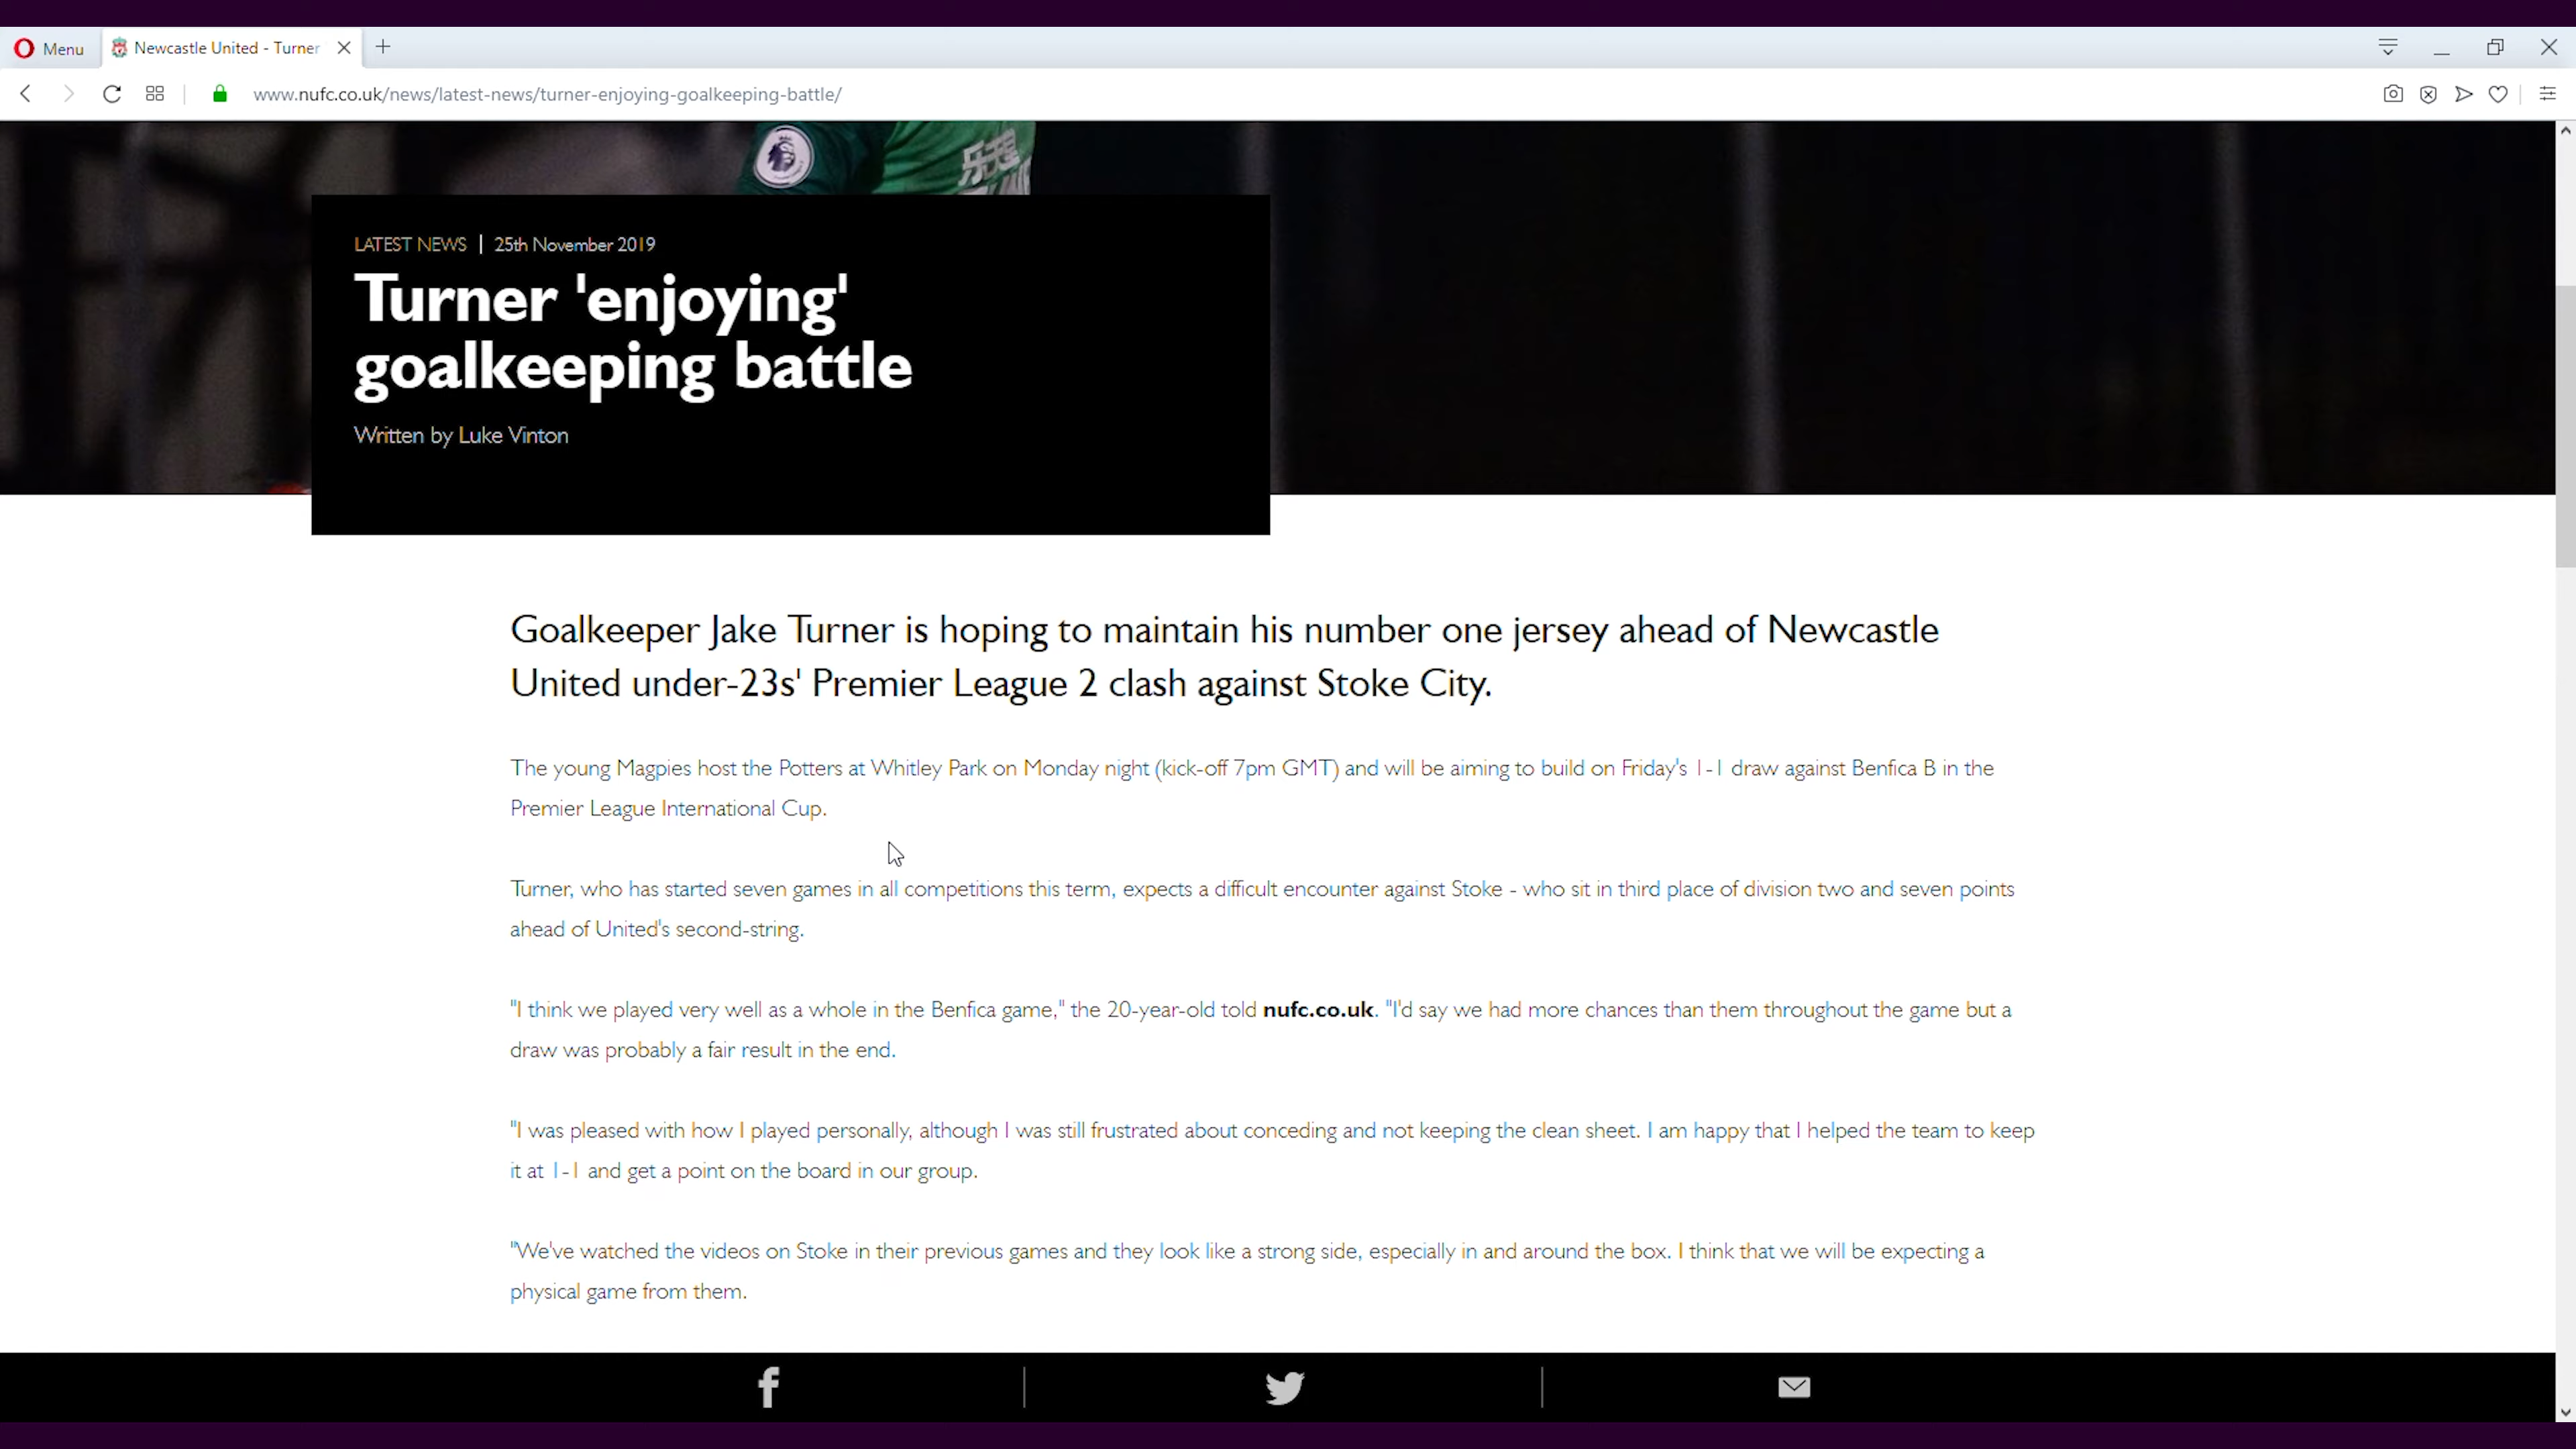 Menu
Newcastle United - Turner
www.nufc.co.uk/news/latest-news/turner-enjoying-goalkeeping-battle/
乐天堂
LATEST NEWS | 25th November 2019
Turner 'enjoying'
goalkeeping battle
Written by Luke Vinton
Goalkeeper Jake Turner is hoping to maintain his number one jersey ahead of Newcastle
United under-23s' Premier League 2 clash against Stoke City.
The young Magpies host the Potters at Whitley Park on Monday night (kick-off 7pm GMT) and will be aiming to build on Friday's 1-1 draw against Benfica B in the
Premier League International Cup.
Turner, who has started seven games in all competitions this term, expects a difficult encounter against Stoke - who sit in third place of division two and seven points
ahead of United's second-string.
"I think we played very well as a whole in the Benfica game," the 20-year-old told nufc.co.uk. "I'd say we had more chances than them throughout the game but a
draw was probably a fair result in the end.
"I was pleased with how I played personally, although I was still frustrated about conceding and not keeping the clean sheet. I am happy that I helped the team to keep
it at 1-1 and get a point on the board in our group.
"We've watched the videos on Stoke in their previous games and they look like a strong side, especially in and around the box. I think that we will be expecting a
physical game from them.